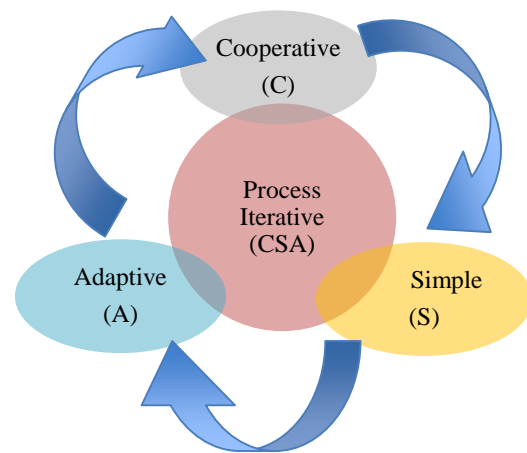 Cooperative
(C)
Process
Iterative
(CSA)
Adaptive
(A)
Simple
(S)